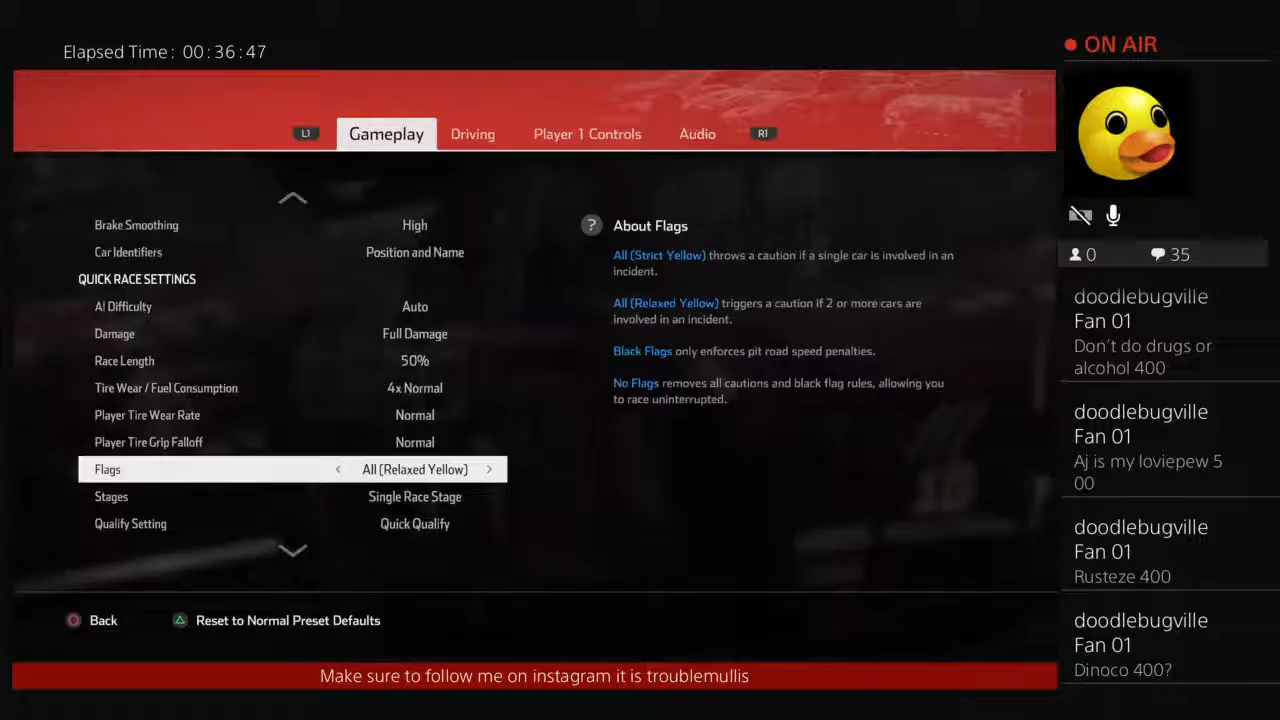 Elapsed Time: 00:36:47
ON AIR
L1
Gameplay
Driving
Player 1 Controls
Audio
R1
Brake Smoothing High
Car Identifiers Position and Name
QUICK RACE SETTINGS
AI Difficulty Auto
Damage Full Damage
Race Length 50%
Tire Wear / Fuel Consumption 4x Normal
Player Tire Wear Rate Normal
Player Tire Grip Falloff Normal
Flags All (Relaxed Yellow)
Stages Single Race Stage
Qualify Setting Quick Qualify
? About Flags
All (Strict Yellow) throws a caution if a single car is involved in an
incident.
All (Relaxed Yellow) triggers a caution if 2 or more cars are
involved in an incident.
Black Flags only enforces pit road speed penalties.
No Flags removes all cautions and black flag rules, allowing you
to race uninterrupted.
Back
Reset to Normal Preset Defaults
Make sure to follow me on instagram it is troublemullis
0 35
doodlebugville
Fan 01
Don't do drugs or
alcohol 400
doodlebugville
Fan 01
Aj is my loviepew 5
00
doodlebugville
Fan 01
Rusteze 400
doodlebugville
Fan 01
Dinoco 400?